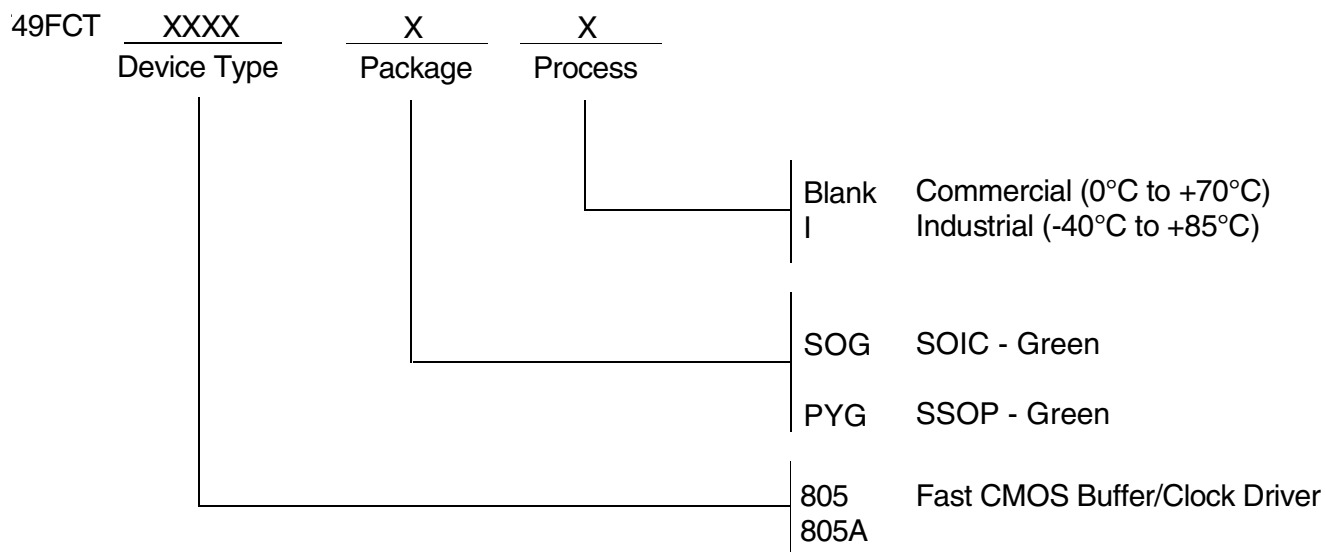 49FCT XXXX X X
Device Type Package Process
Blank Commercial (0°C to +70°C)
I Industrial (-40°C to +85°C)
SOG SOIC - Green
PYG SSOP - Green
805 Fast CMOS Buffer/Clock Driver
805A